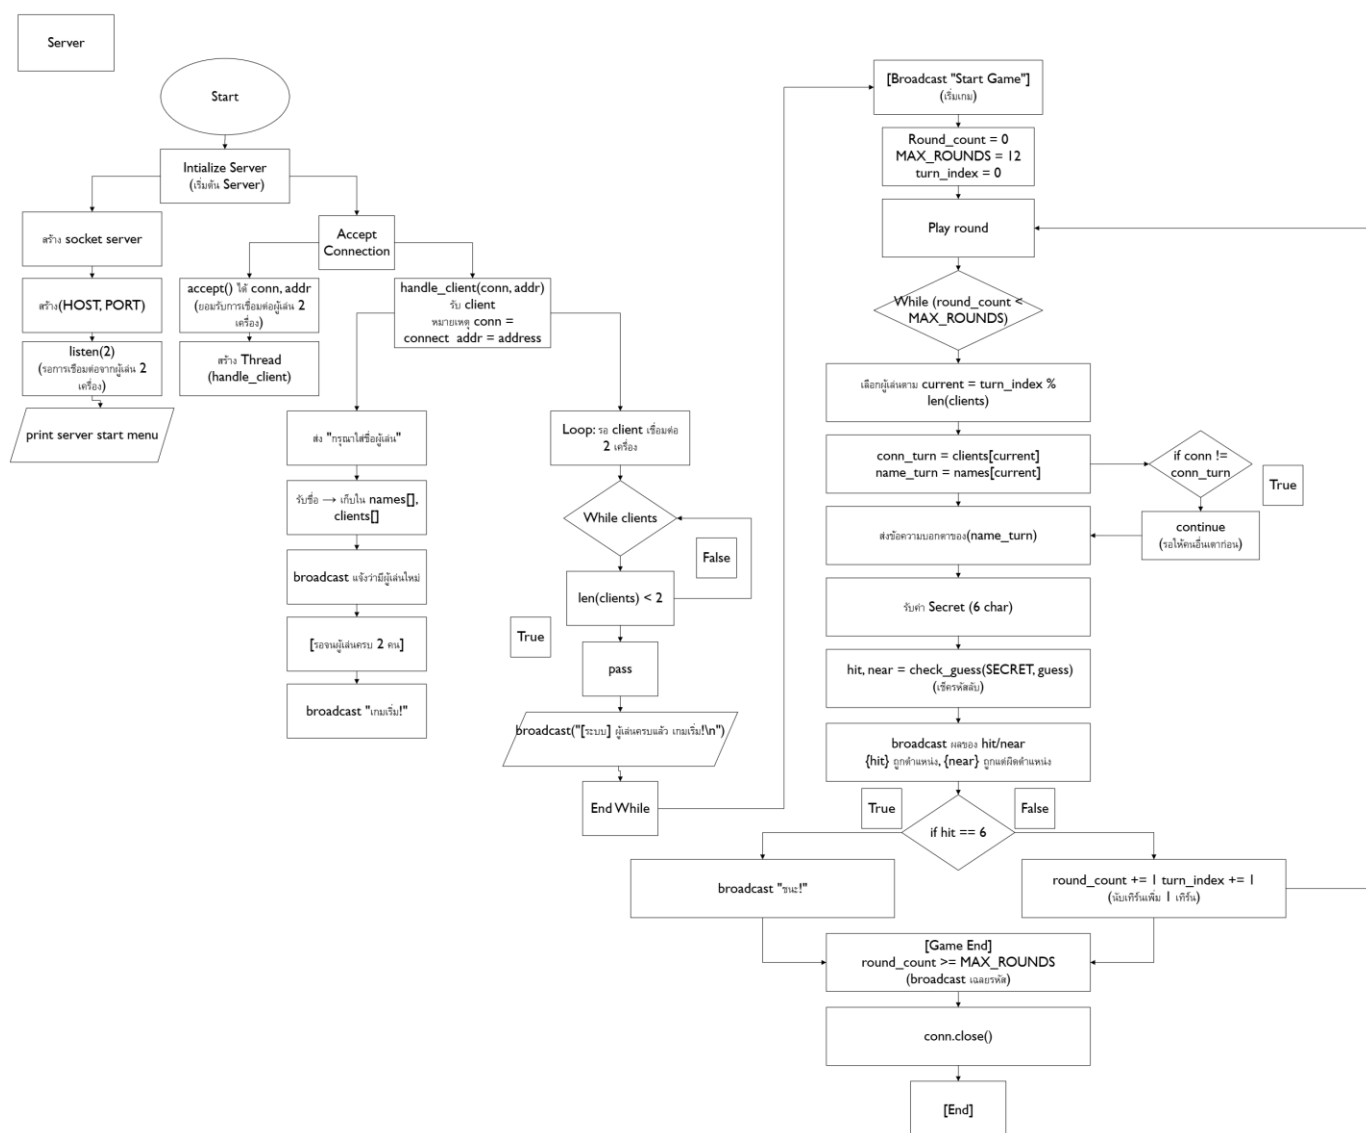 Server
Start
Intialize Server
(เริ่มต้น Server)
สร้าง socket server
สร้าง(HOST, PORT)
listen(2)
(รอการเชื่อมต่อจากผู้เล่น 2
เครื่อง)
print server start menu
Accept
Connection
accept() ได้ conn, addr
(ยอมรับการเชื่อมต่อผู้เล่น 2
เครื่อง)
สร้าง Thread
(handle_client)
handle_client(conn, addr)
รับ client
หมายเหตุ conn =
connect addr = address
ส่ง "กรุณาใส่ชื่อผู้เล่น"
รับชื่อ → เก็บใน names[],
clients[]
broadcast แจ้งว่ามีผู้เล่นใหม่
[รอจนผู้เล่นครบ 2 คน]
broadcast "เกมเริ่ม!"
Loop: รอ client เชื่อมต่อ
2 เครื่อง
While clients
False
len(clients) < 2
True
pass
broadcast("[ระบบ] ผู้เล่นครบแล้ว เกมเริ่ม!\n")
End While
[Broadcast "Start Game"]
(เริ่มเกม)
Round_count = 0
MAX_ROUNDS = 12
turn_index = 0
Play round
While (round_count <
MAX_ROUNDS)
เลือกผู้เล่นตาม current = turn_index %
len(clients)
conn_turn = clients[current]
name_turn = names[current]
if conn !=
conn_turn
True
continue
(รอให้คนอื่นเดาก่อน)
ส่งข้อความบอกตาของ(name_turn)
รับค่า Secret (6 char)
hit, near = check_guess(SECRET, guess)
(เช็ครหัสลับ)
broadcast ผลของ hit/near
{hit} ถูกตำแหน่ง, {near} ถูกแต่ผิดตำแหน่ง
True
False
if hit == 6
broadcast "ชนะ!"
round_count += 1 turn_index += 1
(นับเทิร์นเพิ่ม 1 เทิร์น)
[Game End]
round_count >= MAX_ROUNDS
(broadcast เฉลยรหัส)
conn.close()
[End]